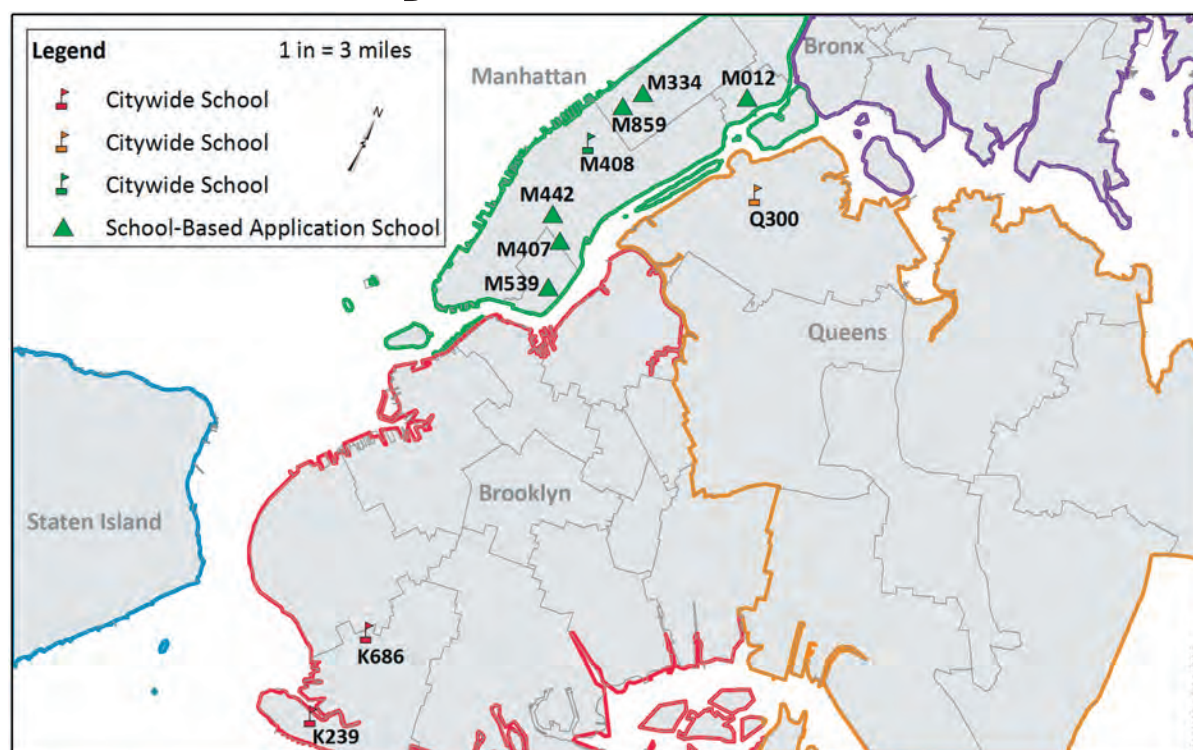 Legend
1 in = 3 miles
Citywide School
Citywide School
Citywide School
School-Based Application School
N
Manhattan
Bronx
M334
M012
M859
M408
M442
Q300
M407
M539
Queens
Brooklyn
Staten Island
K686
K239